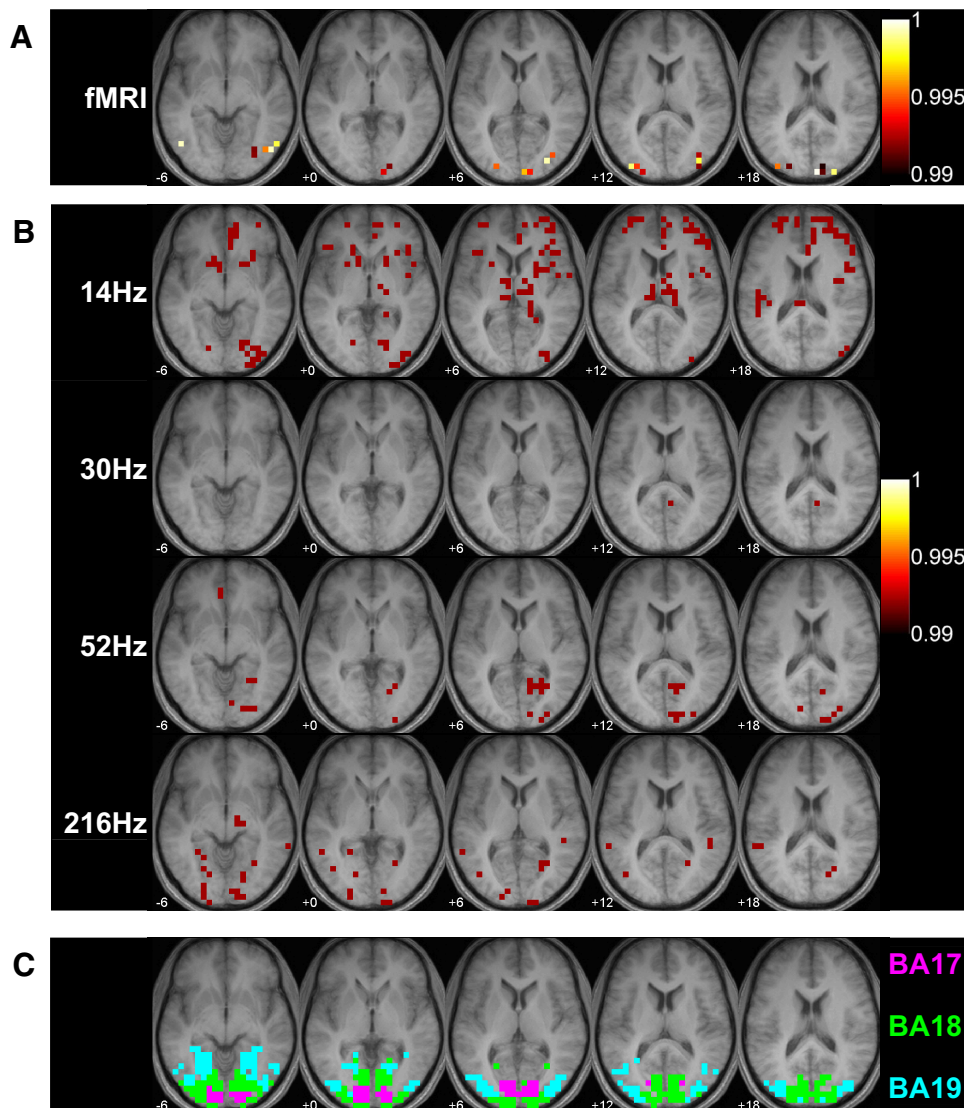 A
fMRI
-6 +0 +6 +12 +18
1
0.995
0.99
B
14Hz
-6 +0 +6 +12 +18
30Hz
-6 +0 +6 +12 +18
1
0.995
0.99
52Hz
-6 +0 +6 +12 +18
216Hz
-6 +0 +6 +12 +18
C
BA17
BA18
BA19
-6 +0 +6 +12 +18